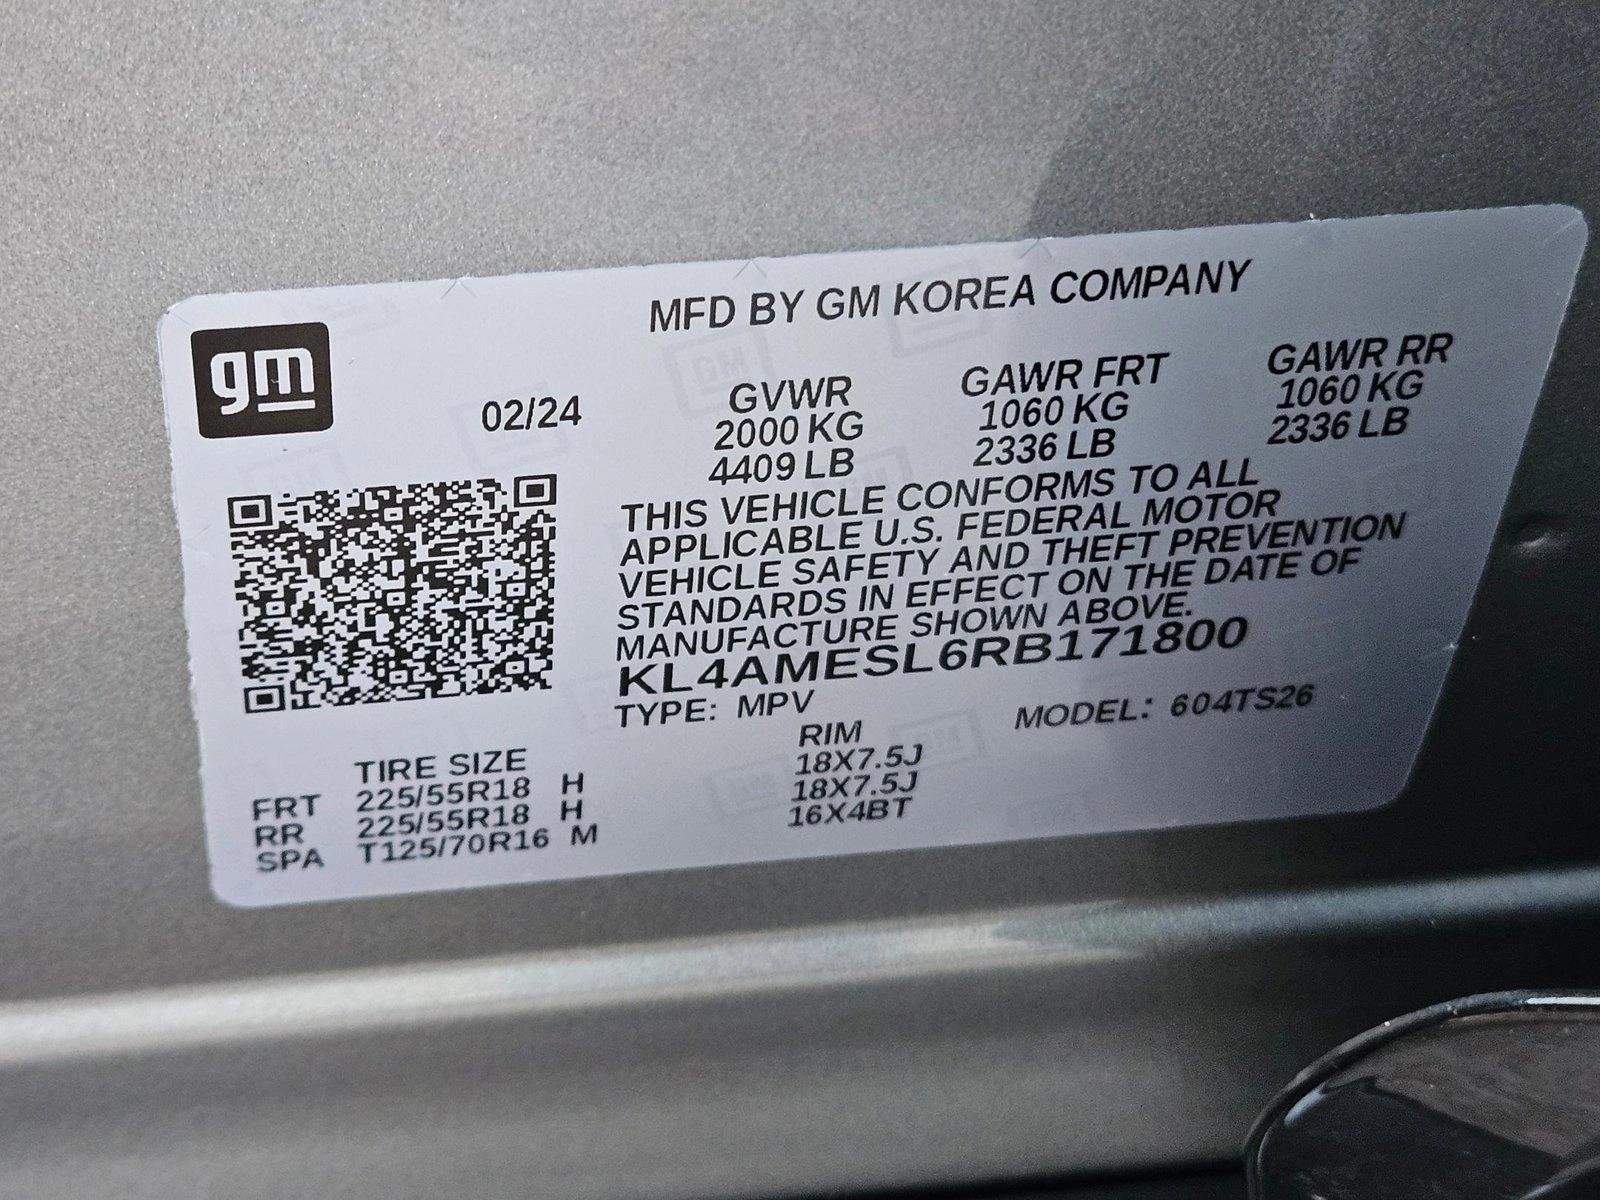 MFD BY GM KOREA COMPANY
gm
02/24
GVWR GAWR FRT GAWR RR
2000 KG 1060 KG 1060 KG
4409 LB 2336 LB 2336 LB
THIS VEHICLE CONFORMS TO ALL
APPLICABLE U.S. FEDERAL MOTOR
VEHICLE SAFETY AND THEFT PREVENTION
STANDARDS IN EFFECT ON THE DATE OF
MANUFACTURE SHOWN ABOVE.
KL4AMESL6RB171800
TYPE: MPV MODEL: 604TS26
TIRE SIZE RIM
FRT 225/55R18 H 18X7.5J
RR 225/55R18 H 18X7.5J
SPA T125/70R16 M 16X4BT